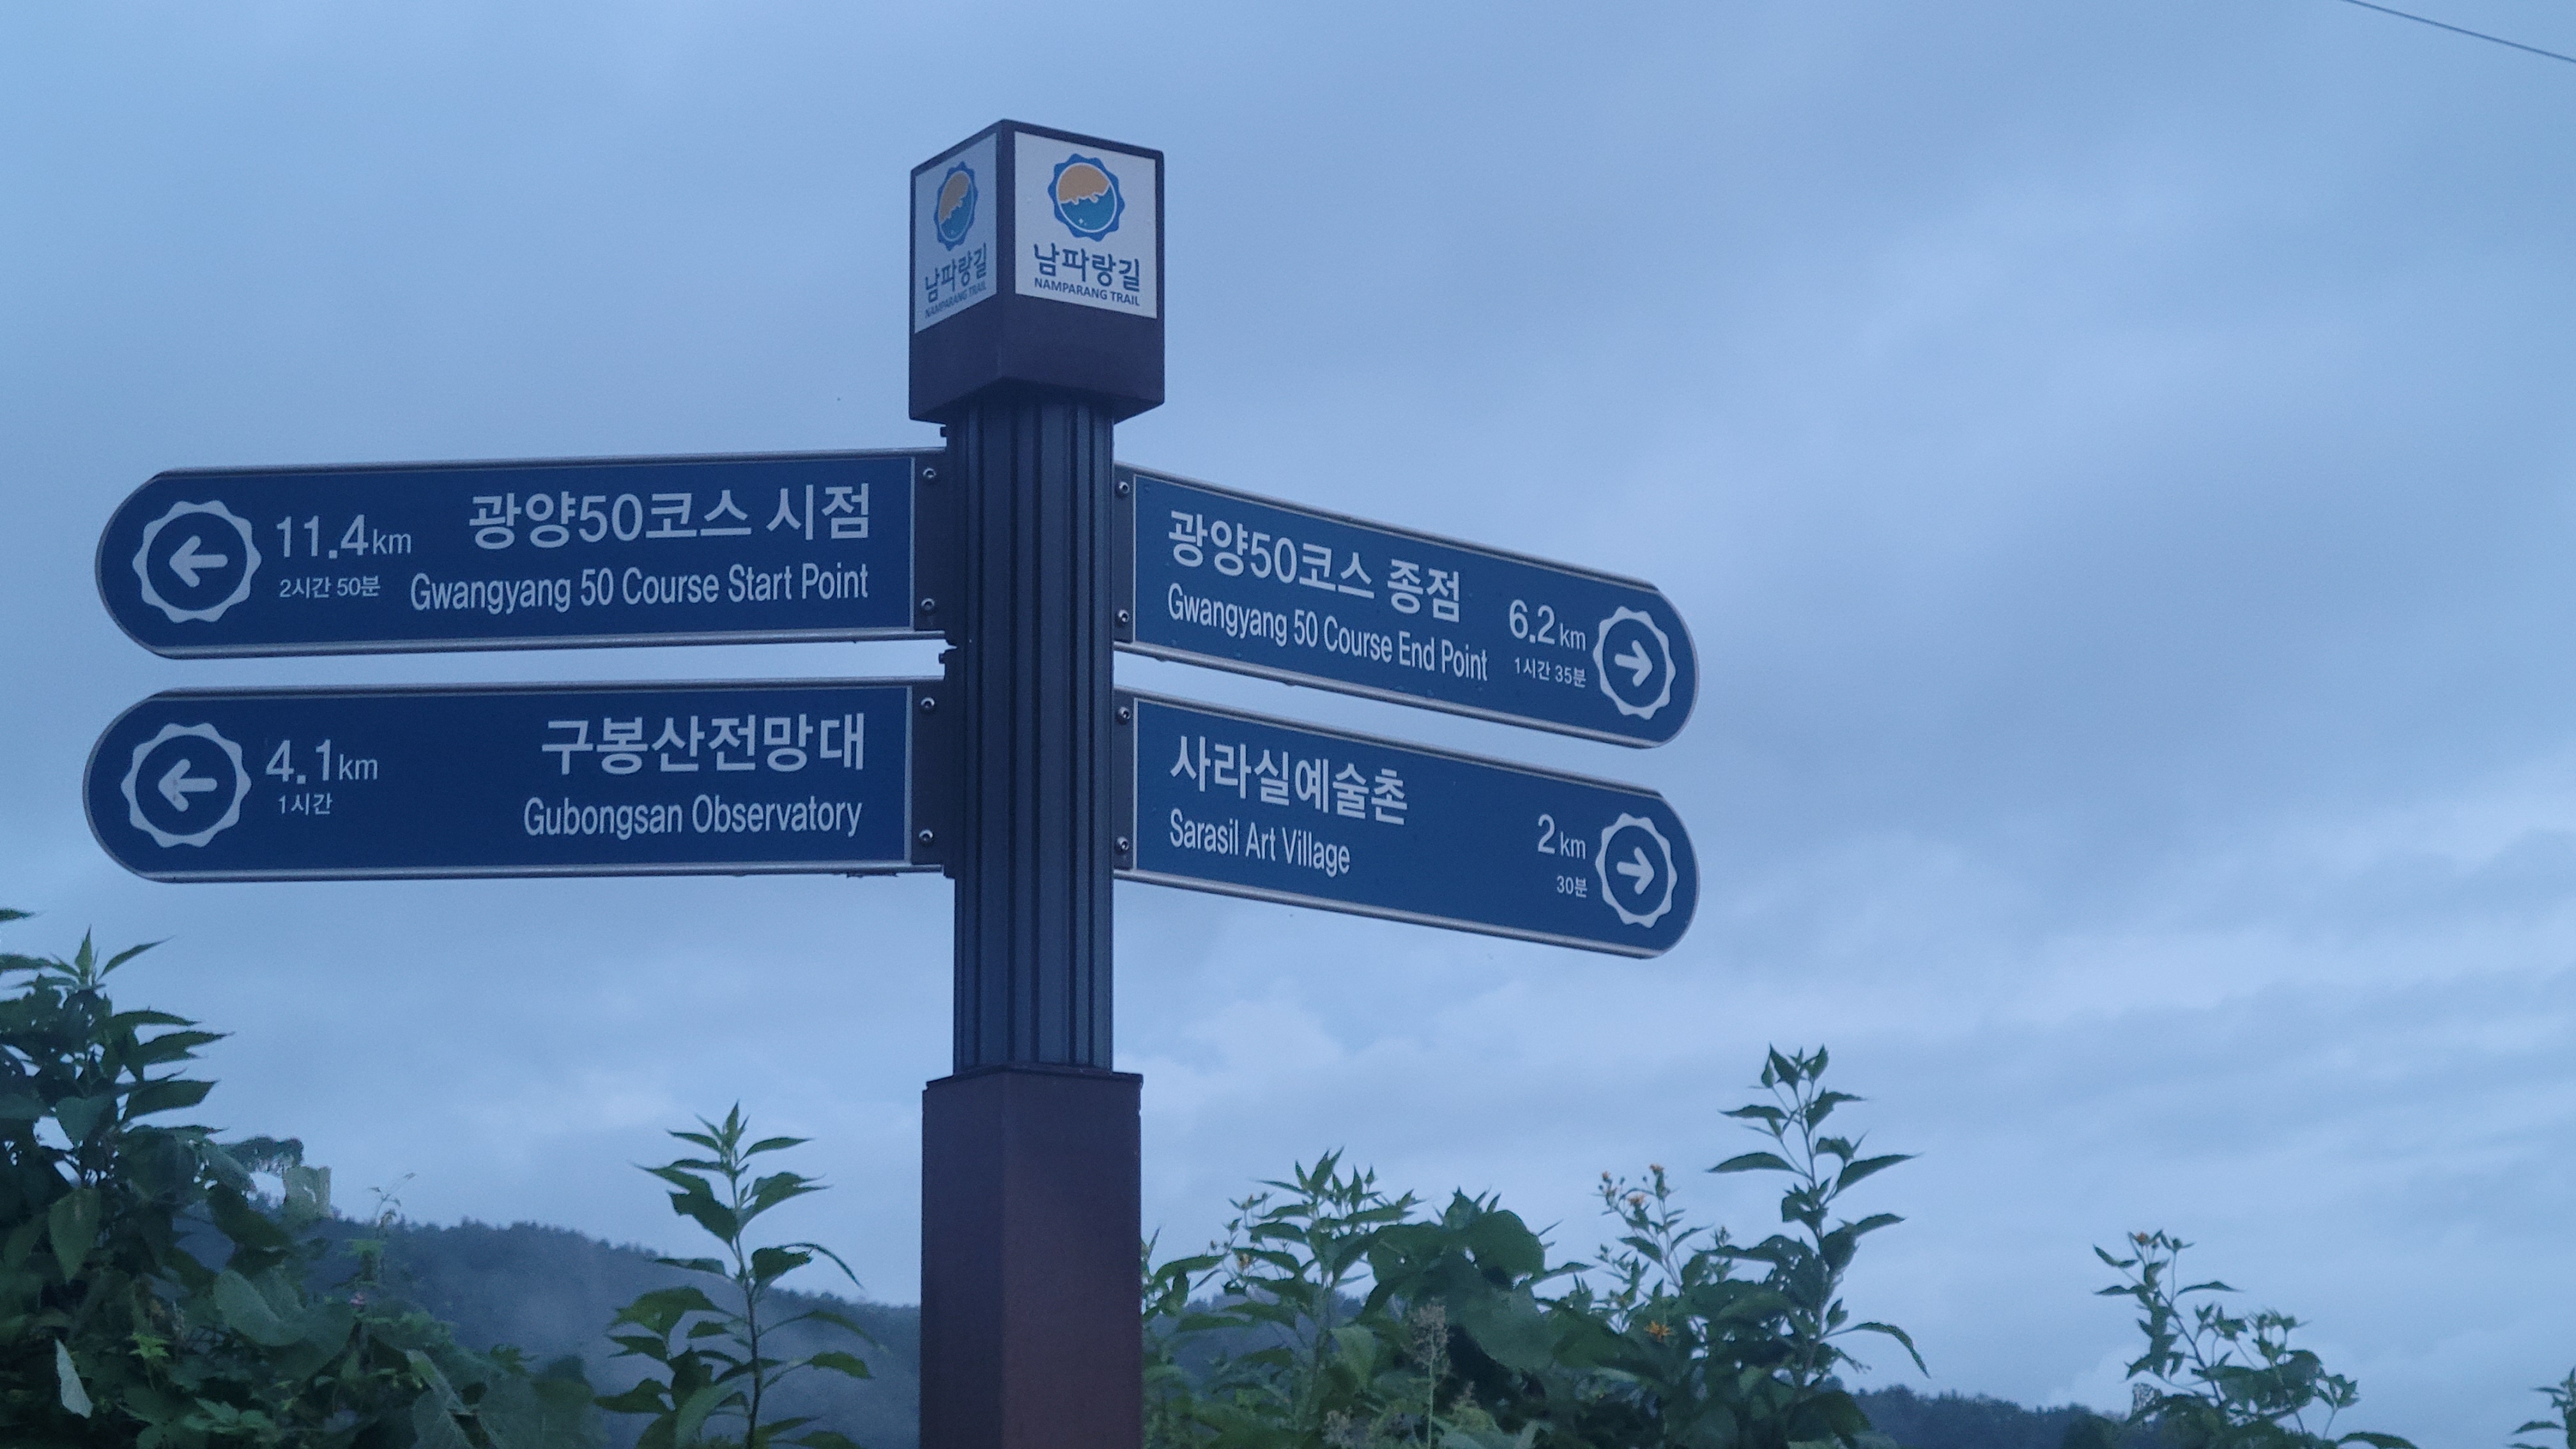 남파랑길
NAMPARANG TRAIL
남파랑길
NAMPARANG TRAIL
11.4km
2시간 50분
광양50코스 시점
Gwangyang 50 Course Start Point
광양50코스 종점
Gwangyang 50 Course End Point
6.2km
1시간 35분
4.1km
1시간
구봉산전망대
Gubongsan Observatory
사라실예술촌
Sarasil Art Village
2km
30분